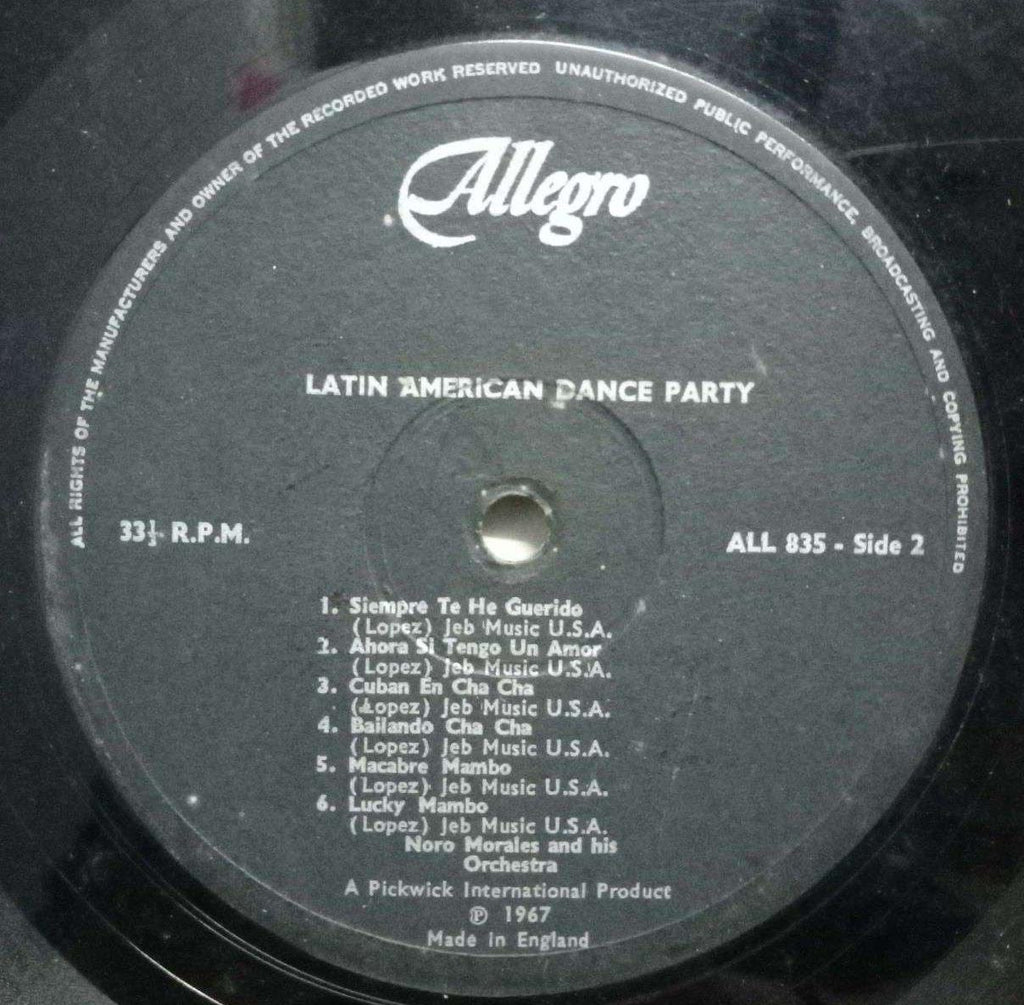 ALL RIGHTS OF THE MANUFACTURERS AND OWNER OF THE RECORDED WORK RESERVED UNAUTHORIZED PUBLIC PERFORMANCE, BROADCASTING AND COPYING PROHIBITED
Allegro
LATIN AMERICAN DANCE PARTY
33⅓ R.P.M.
ALL 835 - Side 2
1. Siempre Te He Guerido
(Lopez) Jeb Music U.S.A.
2. Ahora Si Tengo Un Amor
(Lopez) Jeb Music U.S.A.
3. Cuban En Cha Cha
(Lopez) Jeb Music U.S.A.
4. Bailando Cha Cha
(Lopez) Jeb Music U.S.A.
5. Macabre Mambo
(Lopez) Jeb Music U.S.A.
6. Lucky Mambo
(Lopez) Jeb Music U.S.A.
Noro Morales and his
Orchestra
A Pickwick International Product
℗ 1967
Made in England